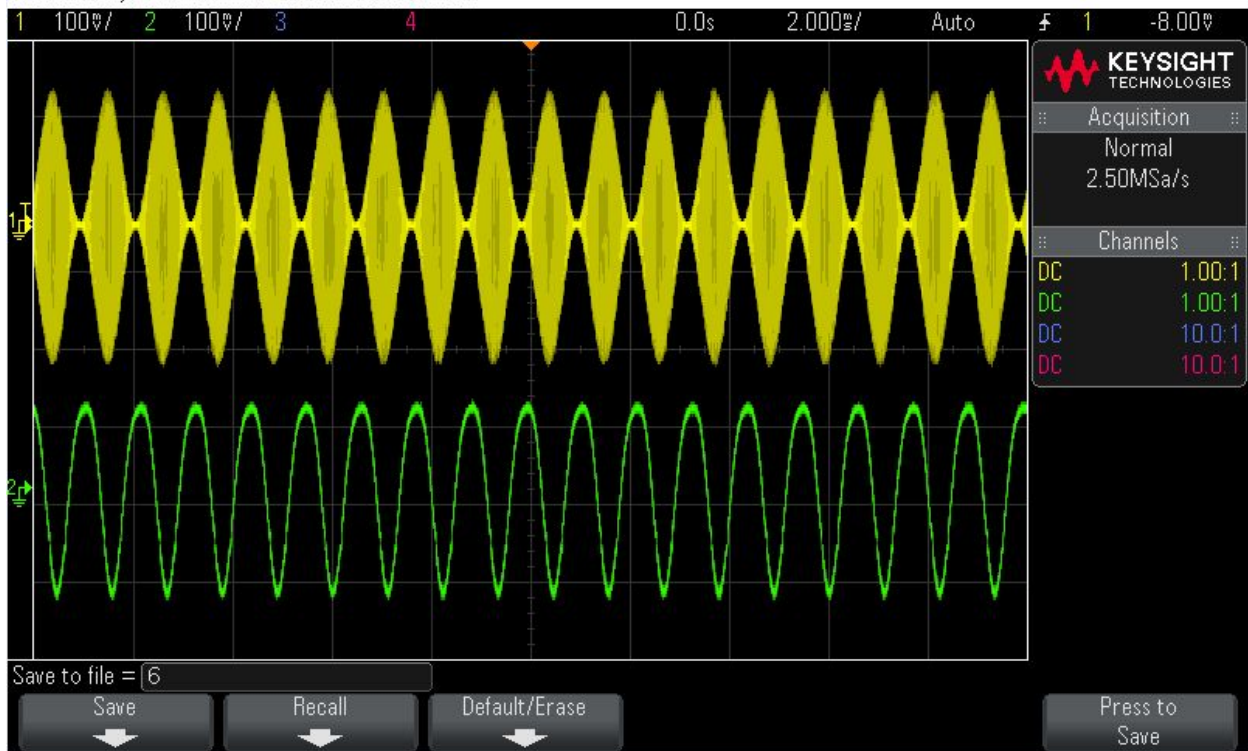 1 100mV/ 2 100mV/ 3 4 0.0s 2.000ms/ Auto 1 -8.00mV
KEYSIGHT
TECHNOLOGIES
Acquisition
Normal
2.50MSa/s
Channels
DC 1.00:1
DC 1.00:1
DC 10.0:1
DC 10.0:1
1
T
2
Save to file = 6
Save Recall Default/Erase Press to
Save